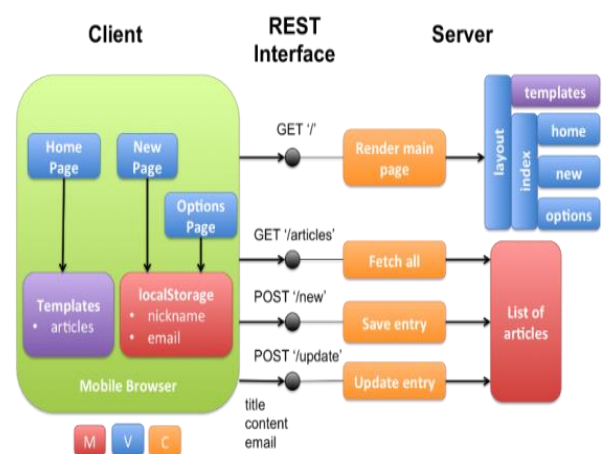 Client
REST
Interface
Server
Home
Page
New
Page
Options
Page
Templates
• articles
localStorage
• nickname
• email
Mobile Browser
M
V
C
GET '/'
GET '/articles'
POST '/new'
POST '/update'
title
content
email
Render main
page
Fetch all
Save entry
Update entry
layout
templates
index
home
new
options
List of
articles